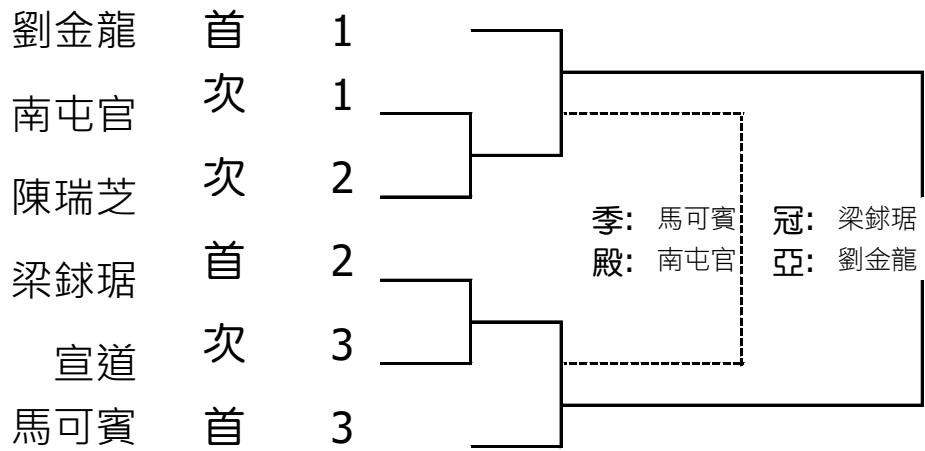 劉金龍 首 1
南屯官 次 1
陳瑞芝 次 2
季: 馬可賓 冠: 梁銶琚
殿: 南屯官 亞: 劉金龍
梁銶琚 首 2
宣道 次 3
馬可賓 首 3